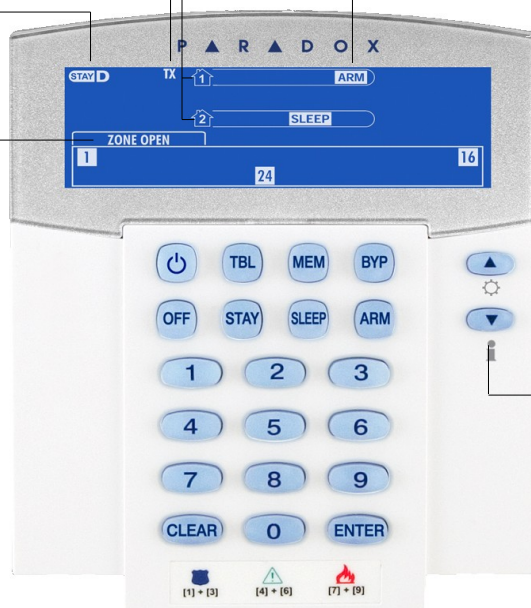 PARADOX
STAY D TX 1 ARM
2 SLEEP
ZONE OPEN
1 16
24
TBL MEM BYP
OFF STAY SLEEP ARM
1 2 3
4 5 6
7 8 9
CLEAR 0 ENTER
[1] + [3] [4] + [6] [7] + [9]